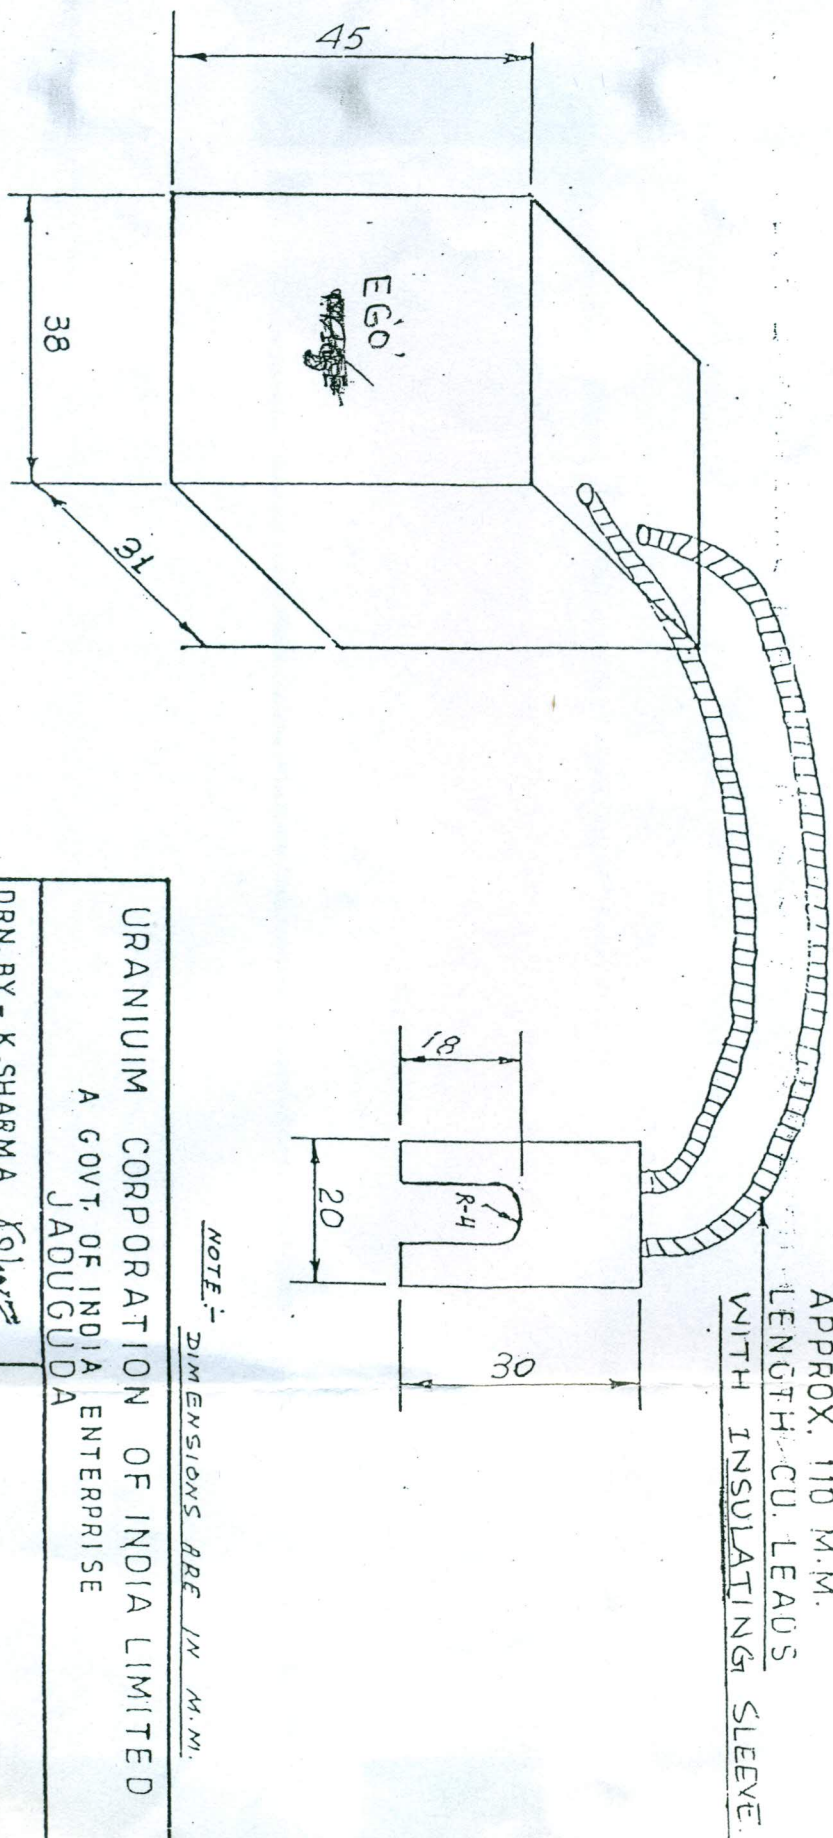 APPROX. 110 M.M.
LENGTH CU. LEADS
WITH INSULATING SLEEVE.
45
EGO'
38
31
18
R-4
20
30
NOTE:- DIMENSIONS ARE IN M.M.
URANIUIM CORPORATION OF INDIA LIMITED
A GOVT. OF INDIA ENTERPRISE
JADUGUDA
DRN. BY - K. SHARMA